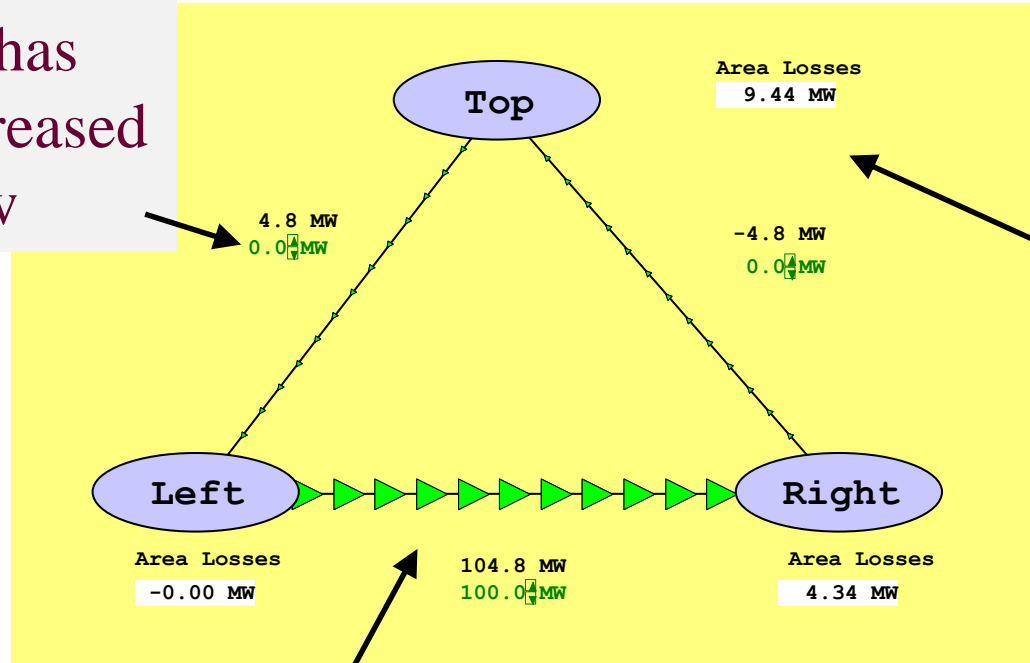 has
reased
Top
Area Losses
9.44 MW
4.8 MW
0.0 MW
-4.8 MW
0.0 MW
Left
Right
Area Losses
-0.00 MW
104.8 MW
100.0 MW
Area Losses
4.34 MW